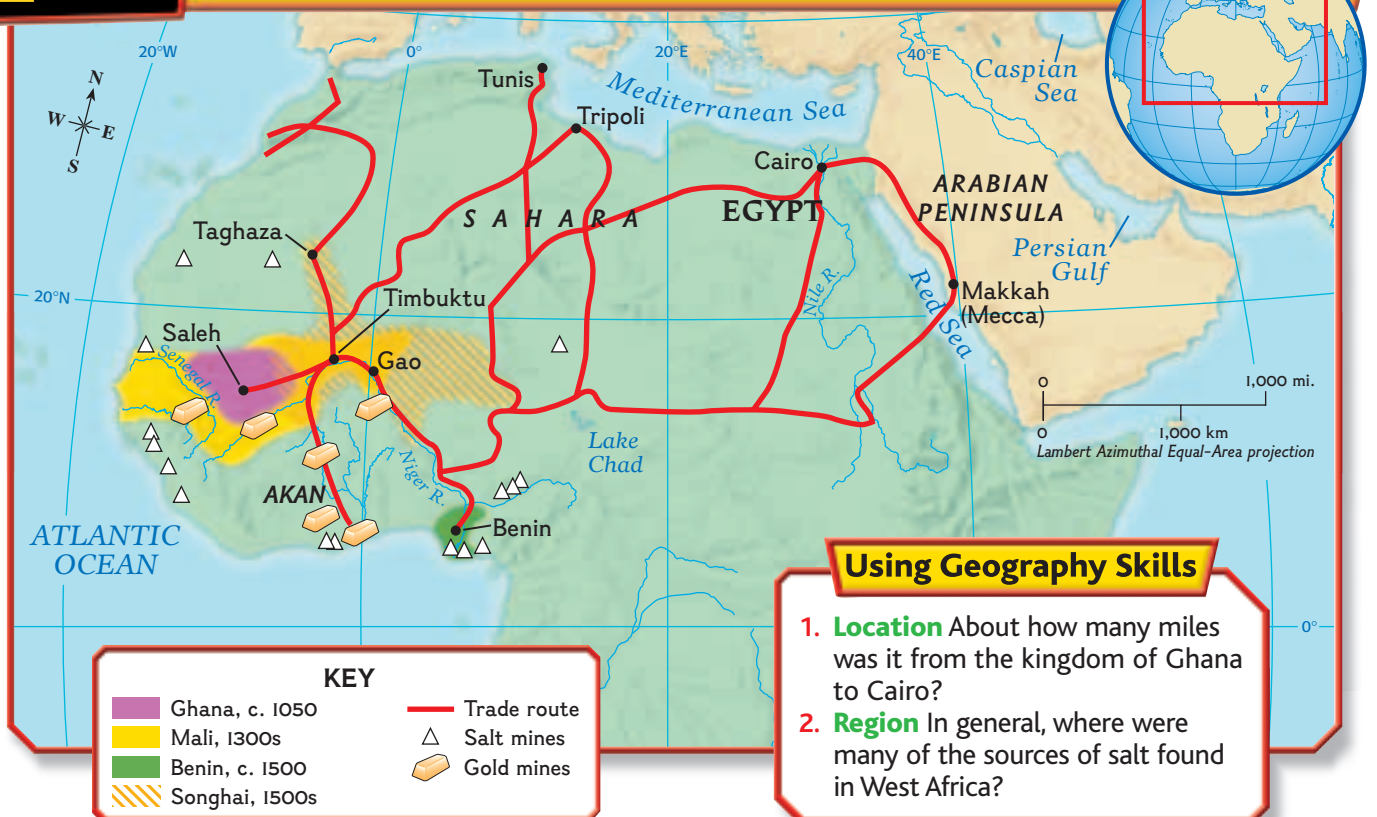 20°W
0°
20°E
40°E
Caspian
Sea
N
W E
S
Tunis
Mediterranean Sea
Tripoli
Cairo
ARABIAN
PENINSULA
SAHARA
EGYPT
Taghaza
Persian
Gulf
Nile R.
Red Sea
20°N
Timbuktu
Makkah
(Mecca)
Saleh
Senegal R.
Gao
0 1,000 mi.
0 1,000 km
Lambert Azimuthal Equal-Area projection
Lake
Chad
Niger R.
AKAN
Benin
ATLANTIC
OCEAN
0°
KEY
Ghana, c. 1050
Mali, 1300s
Benin, c. 1500
Songhai, 1500s
Trade route
Salt mines
Gold mines
Using Geography Skills
1. Location About how many miles
was it from the kingdom of Ghana
to Cairo?
2. Region In general, where were
many of the sources of salt found
in West Africa?